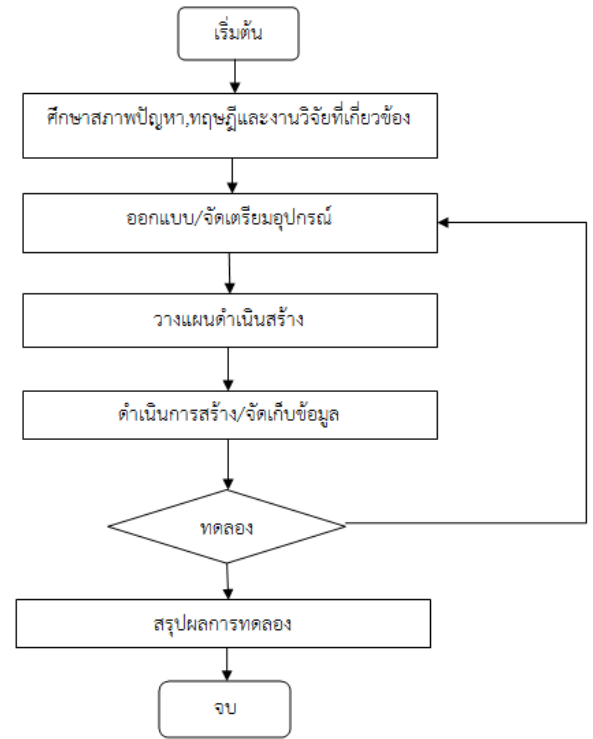 เริ่มต้น
ศึกษาสภาพปัญหา,ทฤษฎีและงานวิจัยที่เกี่ยวข้อง
ออกแบบ/จัดเตรียมอุปกรณ์
วางแผนดำเนินสร้าง
ดำเนินการสร้าง/จัดเก็บข้อมูล
ทดลอง
สรุปผลการทดลอง
จบ